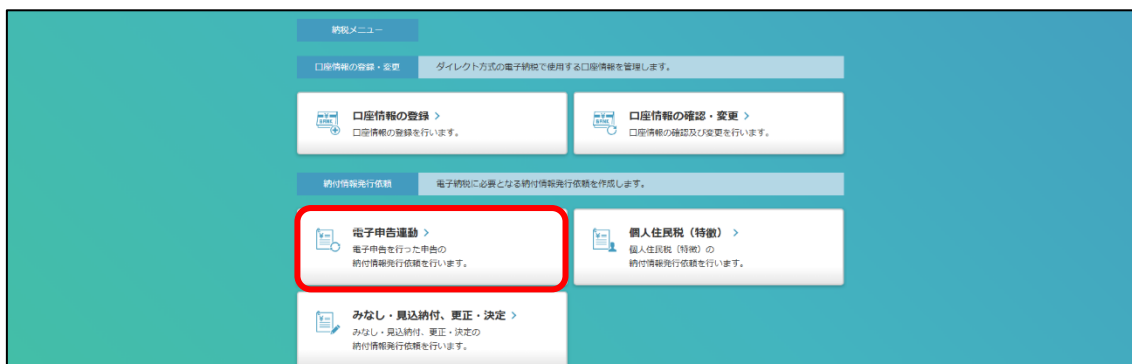 納税メニュー
口座情報の登録・変更
ダイレクト方式の電子納税で使用する口座情報を管理します。
口座情報の登録 >
口座情報の登録を行います。
口座情報の確認・変更 >
口座情報の確認及び変更を行います。
納付情報発行依頼
電子納税に必要となる納付情報発行依頼を作成します。
電子申告連動 >
電子申告を行った申告の
納付情報発行依頼を行います。
個人住民税（特徴） >
個人住民税（特徴）の
納付情報発行依頼を行います。
みなし・見込納付、更正・決定 >
みなし・見込納付、更正・決定の
納付情報発行依頼を行います。